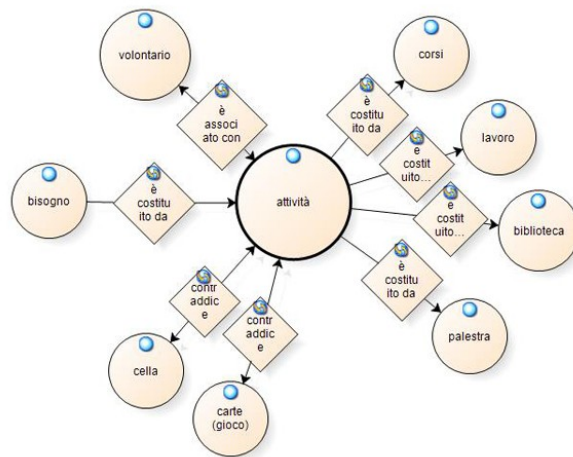 volontario
corsi
è
associ
ato con
è
costitu
ito da
lavoro
e
costit
uito...
bisogno
è
costitu
ito da
attività
e
costit
uito...
biblioteca
contr
addic
e
contr
addic
e
è
costitu
ito da
palestra
cella
carte
(gioco)